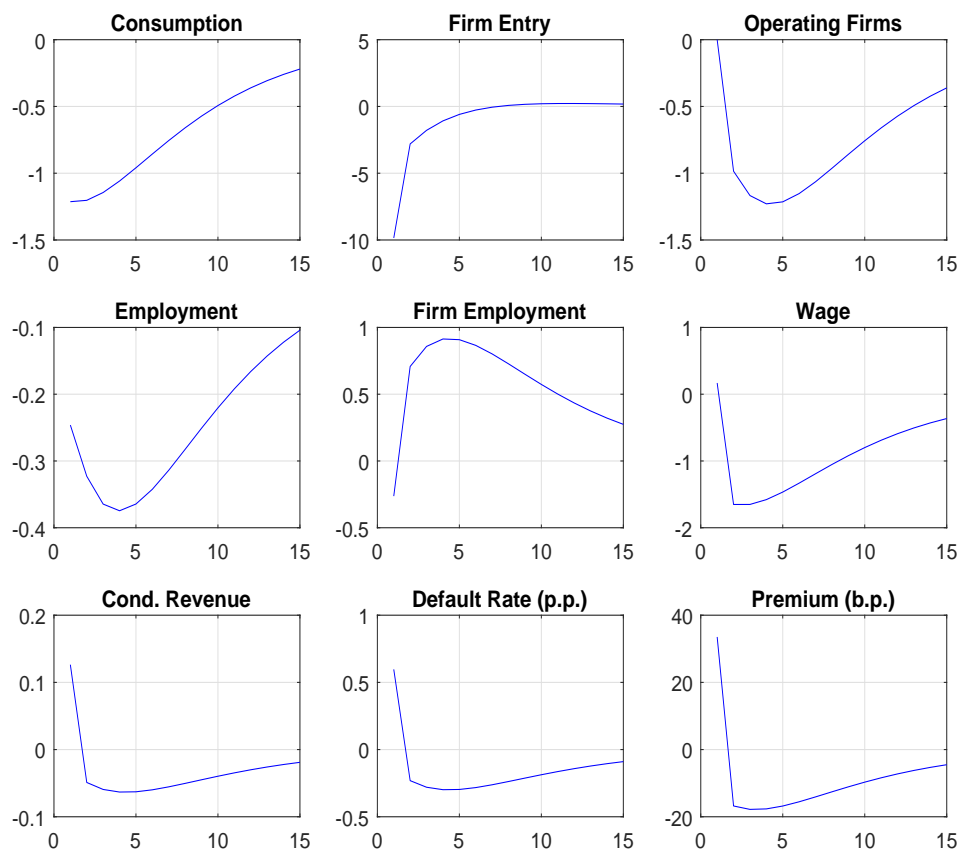 Consumption
Firm Entry
Operating Firms
0
-0.5
-1
-1.5
0 5 10 15
5
0
-5
-10
0 5 10 15
0
-0.5
-1
-1.5
0 5 10 15
Employment
Firm Employment
Wage
-0.1
-0.2
-0.3
-0.4
0 5 10 15
1
0.5
0
-0.5
0 5 10 15
1
0
-1
-2
0 5 10 15
Cond. Revenue
Default Rate (p.p.)
Premium (b.p.)
0.2
0.1
0
-0.1
0 5 10 15
1
0.5
0
-0.5
0 5 10 15
40
20
0
-20
0 5 10 15